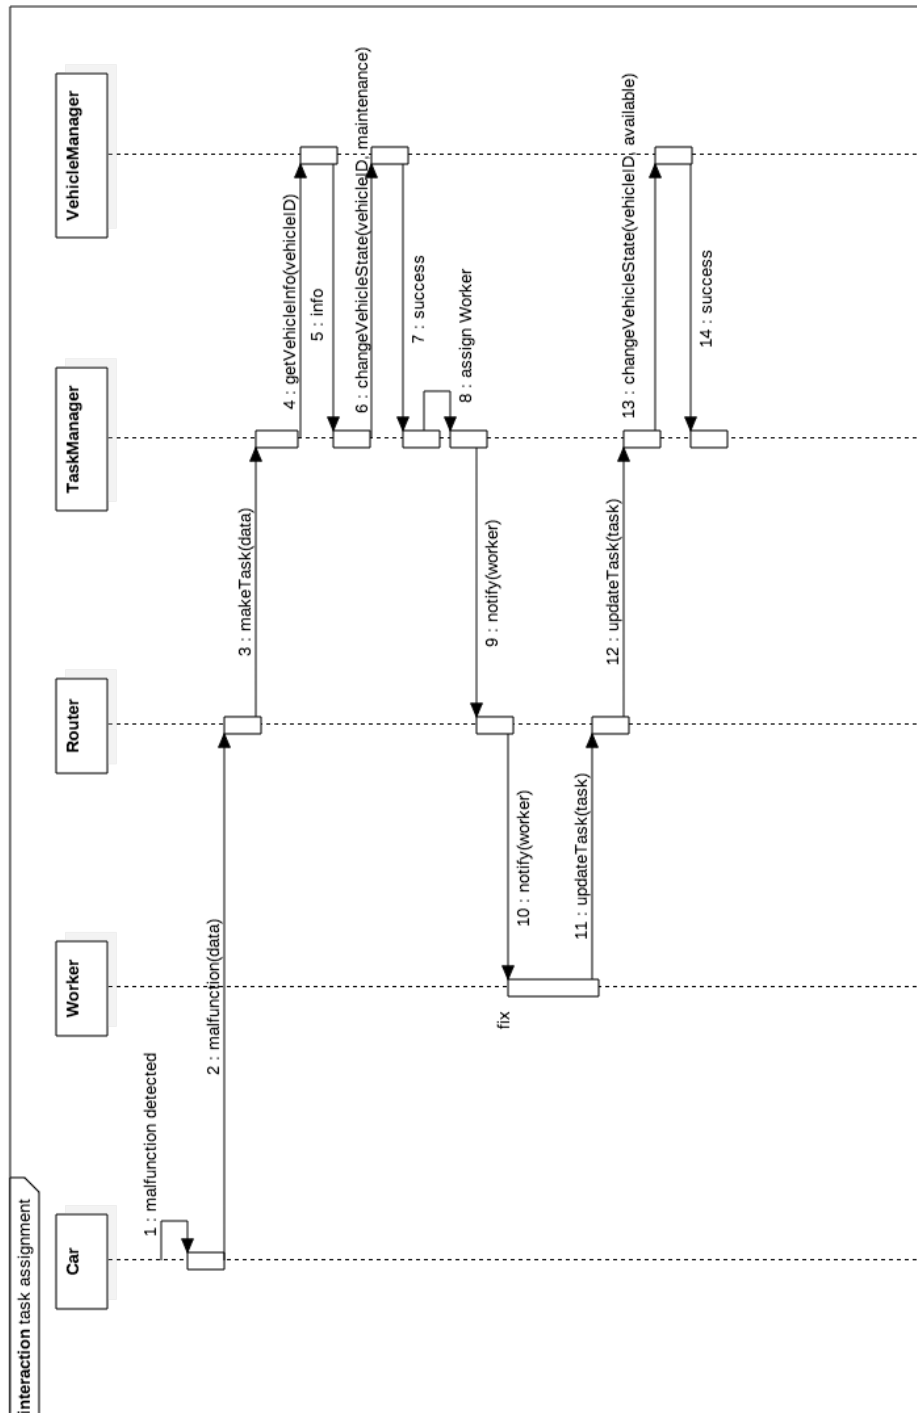 interaction task assignment
Car
Worker
Router
TaskManager
VehicleManager
1 : malfunction detected
2 : malfunction(data)
3 : makeTask(data)
4 : getVehicleInfo(vehicleID)
5 : info
6 : changeVehicleState(vehicleID, maintenance)
7 : success
8 : assign Worker
9 : notify(worker)
10 : notify(worker)
fix
11 : updateTask(task)
12 : updateTask(task)
13 : changeVehicleState(vehicleID, available)
14 : success